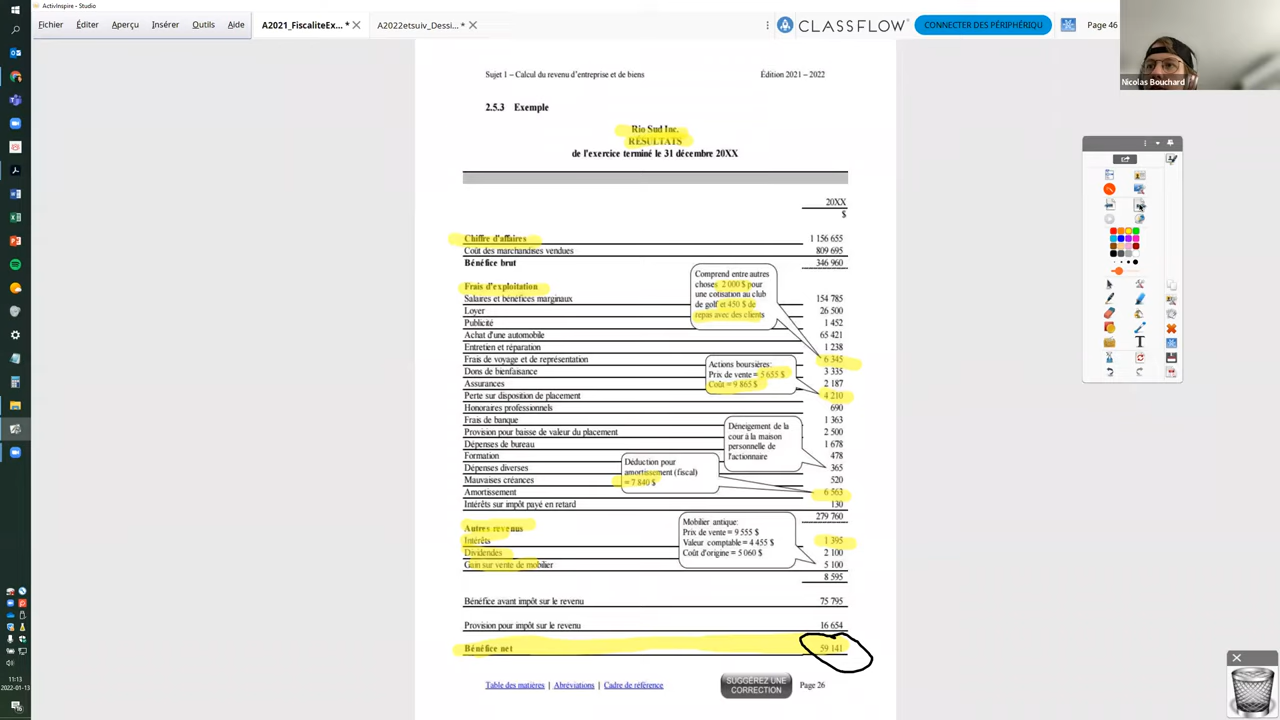 ActivInspire - Studio
Fichier Édition Aperçu Insérer Outils Aide
A2021_FiscaliteEx... *
A2022etsuiv_Dessi... *
CLASSFLOW
CONNECTER DES PÉRIPHÉRIQU
Page 46
Nicolas Bouchard
Sujet 1 – Calcul du revenu d'entreprise et de biens
Édition 2021 – 2022
2.5.3 Exemple
Rio Sud Inc.
RÉSULTATS
de l'exercice terminé le 31 décembre 20XX
20XX
$
Chiffre d'affaires 1 156 655
Coût des marchandises vendues 809 695
Bénéfice brut 346 960
Comprend entre autres
choses 2 000 $ pour
une cotisation au club
de golf et 450 $ de
repas avec des clients
Frais d'exploitation
Salaires et bénéfices marginaux 154 785
Loyer 26 500
Publicité 1 452
Achat d'une automobile 65 421
Entretien et réparation 1 238
Frais de voyage et de représentation 6 345
Actions boursières:
Prix de vente = 5 655 $
Coût = 9 865 $
Dons de bienfaisance 3 335
Assurances 2 187
Perte sur disposition de placement 4 210
Honoraires professionnels 690
Frais de banque 1 363
Déneigement de la
cour à la maison
personnelle de
l'actionnaire
Provision pour baisse de valeur du placement 2 500
Dépenses de bureau 1 678
Formation 478
Dépenses diverses 365
Déduction pour
amortissement (fiscal)
= 7 840 $
Mauvaises créances 520
Amortissement 6 563
Intérêts sur impôt payé en retard 130
279 760
Mobilier antique:
Prix de vente = 9 555 $
Valeur comptable = 4 455 $
Coût d'origine = 5 060 $
Autres revenus
Intérêts 1 395
Dividendes 2 100
Gain sur vente de mobilier 5 100
8 595
Bénéfice avant impôt sur le revenu 75 795
Provision pour impôt sur le revenu 16 654
Bénéfice net 59 141
Table des matières | Abréviations | Cadre de référence
SUGGÉREZ UNE
CORRECTION
Page 26
11:13
2022-01-13